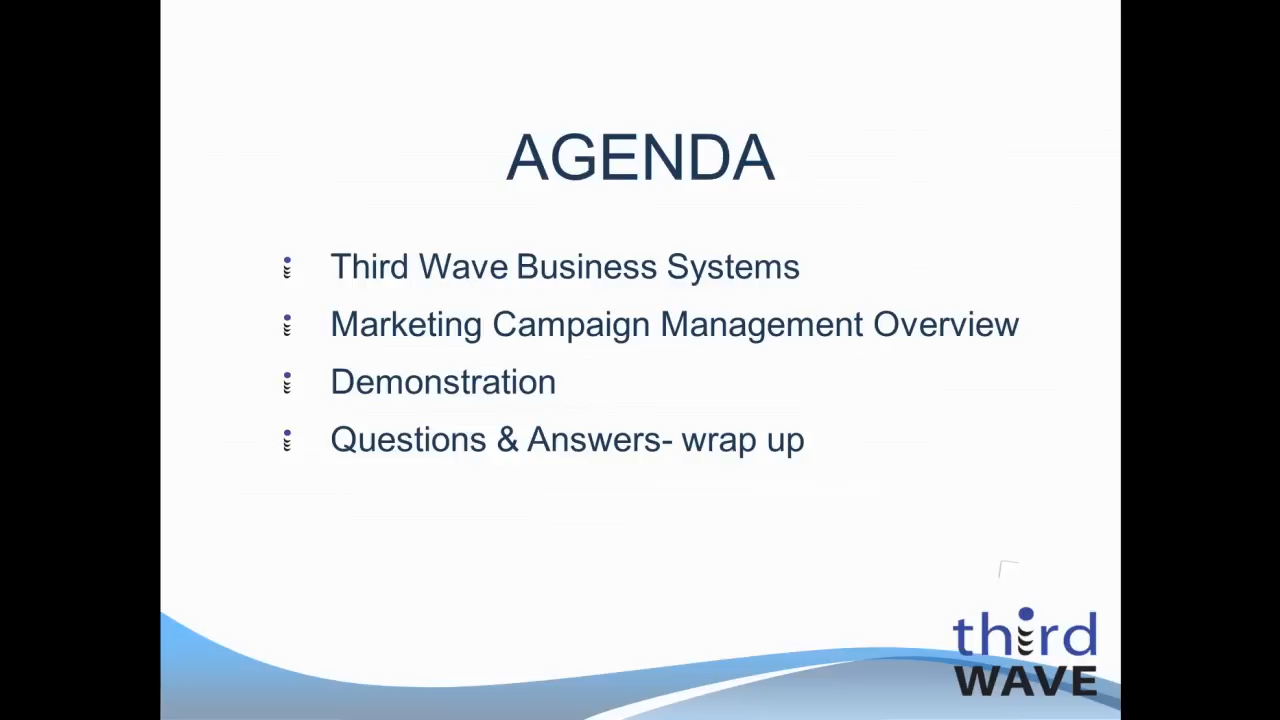 AGENDA
Third Wave Business Systems
Marketing Campaign Management Overview
Demonstration
Questions & Answers- wrap up
third
WAVE